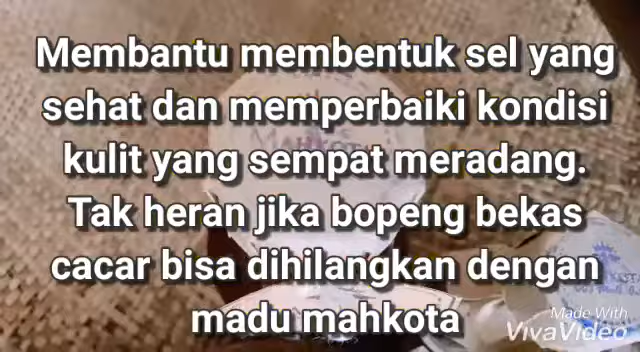 Membantu membentuk sel yang
sehat dan memperbaiki kondisi
kulit yang sempat meradang.
Tak heran jika bopeng bekas
cacar bisa dihilangkan dengan
madu mahkota
Made With
VivaVideo